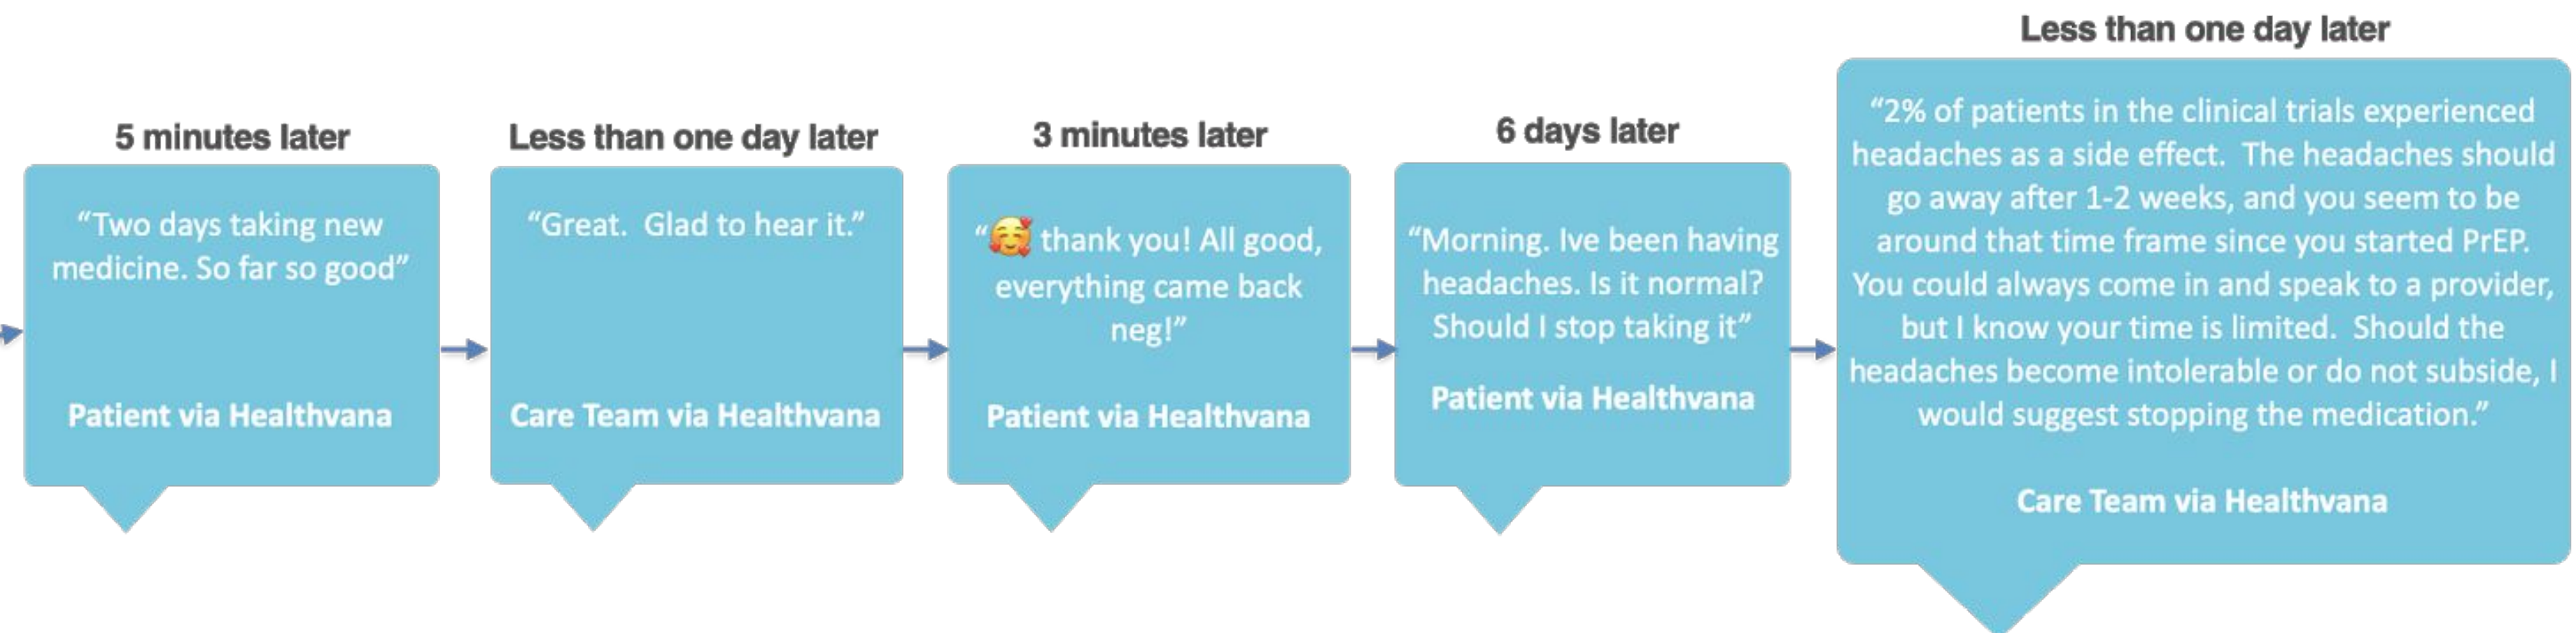 5 minutes later
“Two days taking new
medicine. So far so good”
Patient via Healthvana
Less than one day later
“Great.  Glad to hear it.”
Care Team via Healthvana
3 minutes later
“🥰 thank you! All good,
everything came back
neg!”
Patient via Healthvana
6 days later
“Morning. Ive been having
headaches. Is it normal?
Should I stop taking it”
Patient via Healthvana
Less than one day later
“2% of patients in the clinical trials experienced
headaches as a side effect.  The headaches should
go away after 1-2 weeks, and you seem to be
around that time frame since you started PrEP.
You could always come in and speak to a provider,
but I know your time is limited.  Should the
headaches become intolerable or do not subside, I
would suggest stopping the medication.”
Care Team via Healthvana